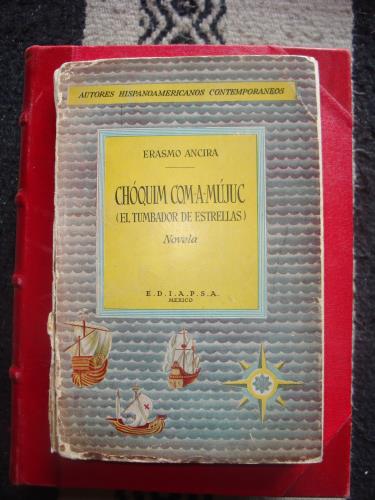 AUTORES HISPANOAMERICANOS CONTEMPORANEOS
ERASMO ANCIRA
CHÓQUIM COM-A-MÚJUC
(EL TUMBADOR DE ESTRELLAS)
Novela
E.D.I.A.P.S.A.
MEXICO